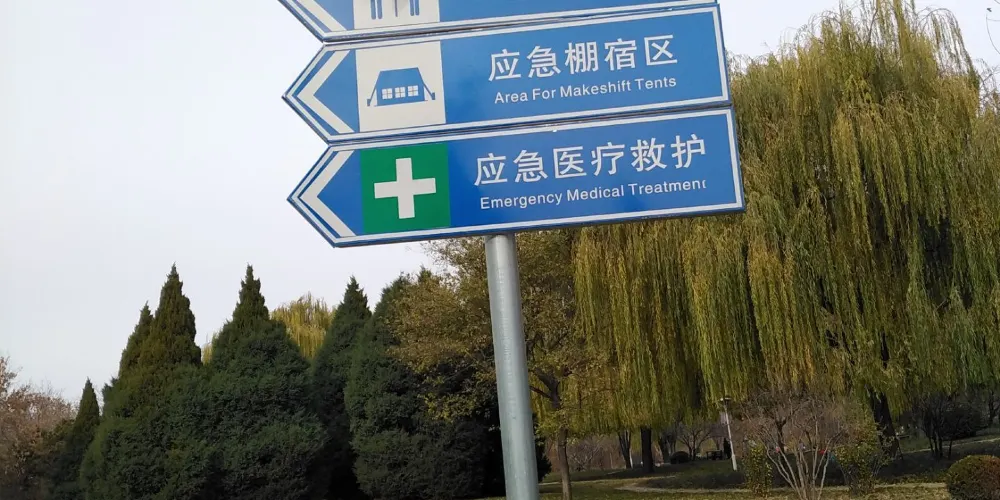 应急棚宿区
Area For Makeshift Tents
应急医疗救护
Emergency Medical Treatment